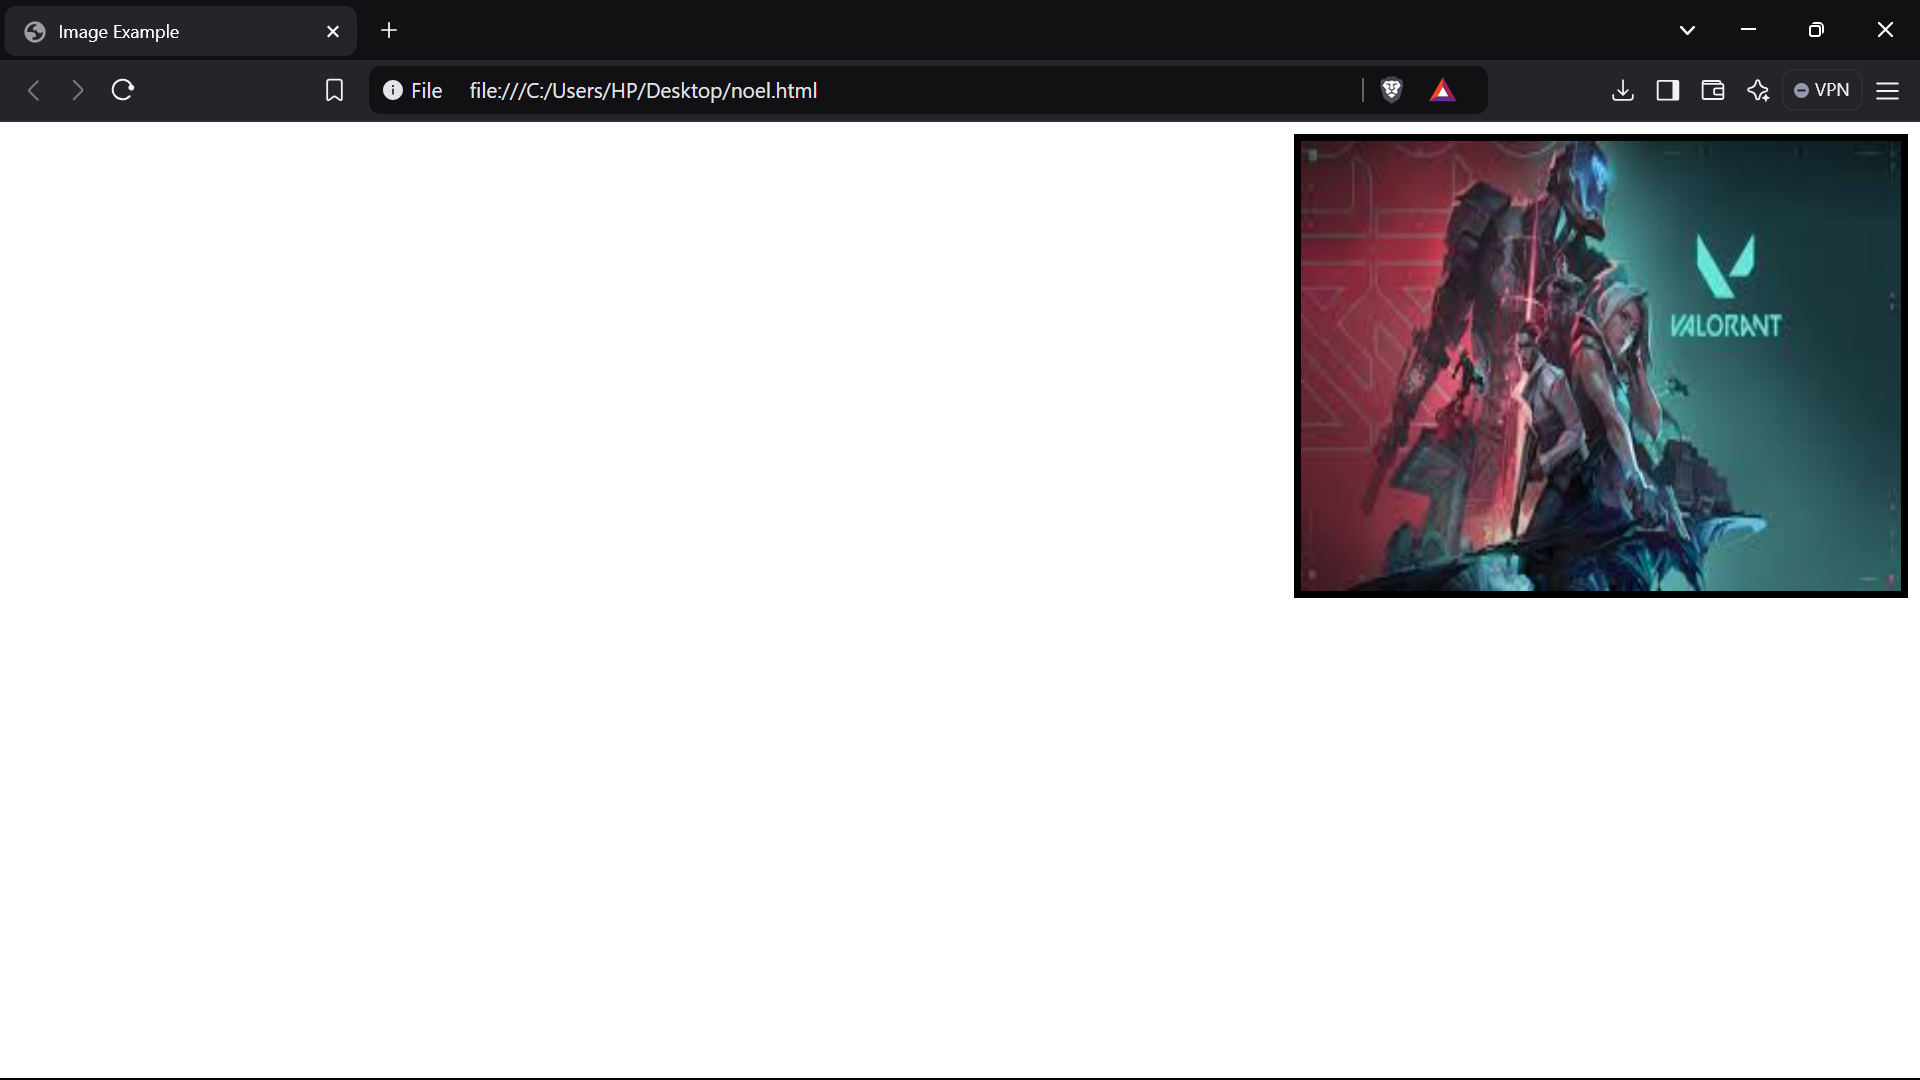 Image Example
File file:///C:/Users/HP/Desktop/noel.html
VPN
VALORANT